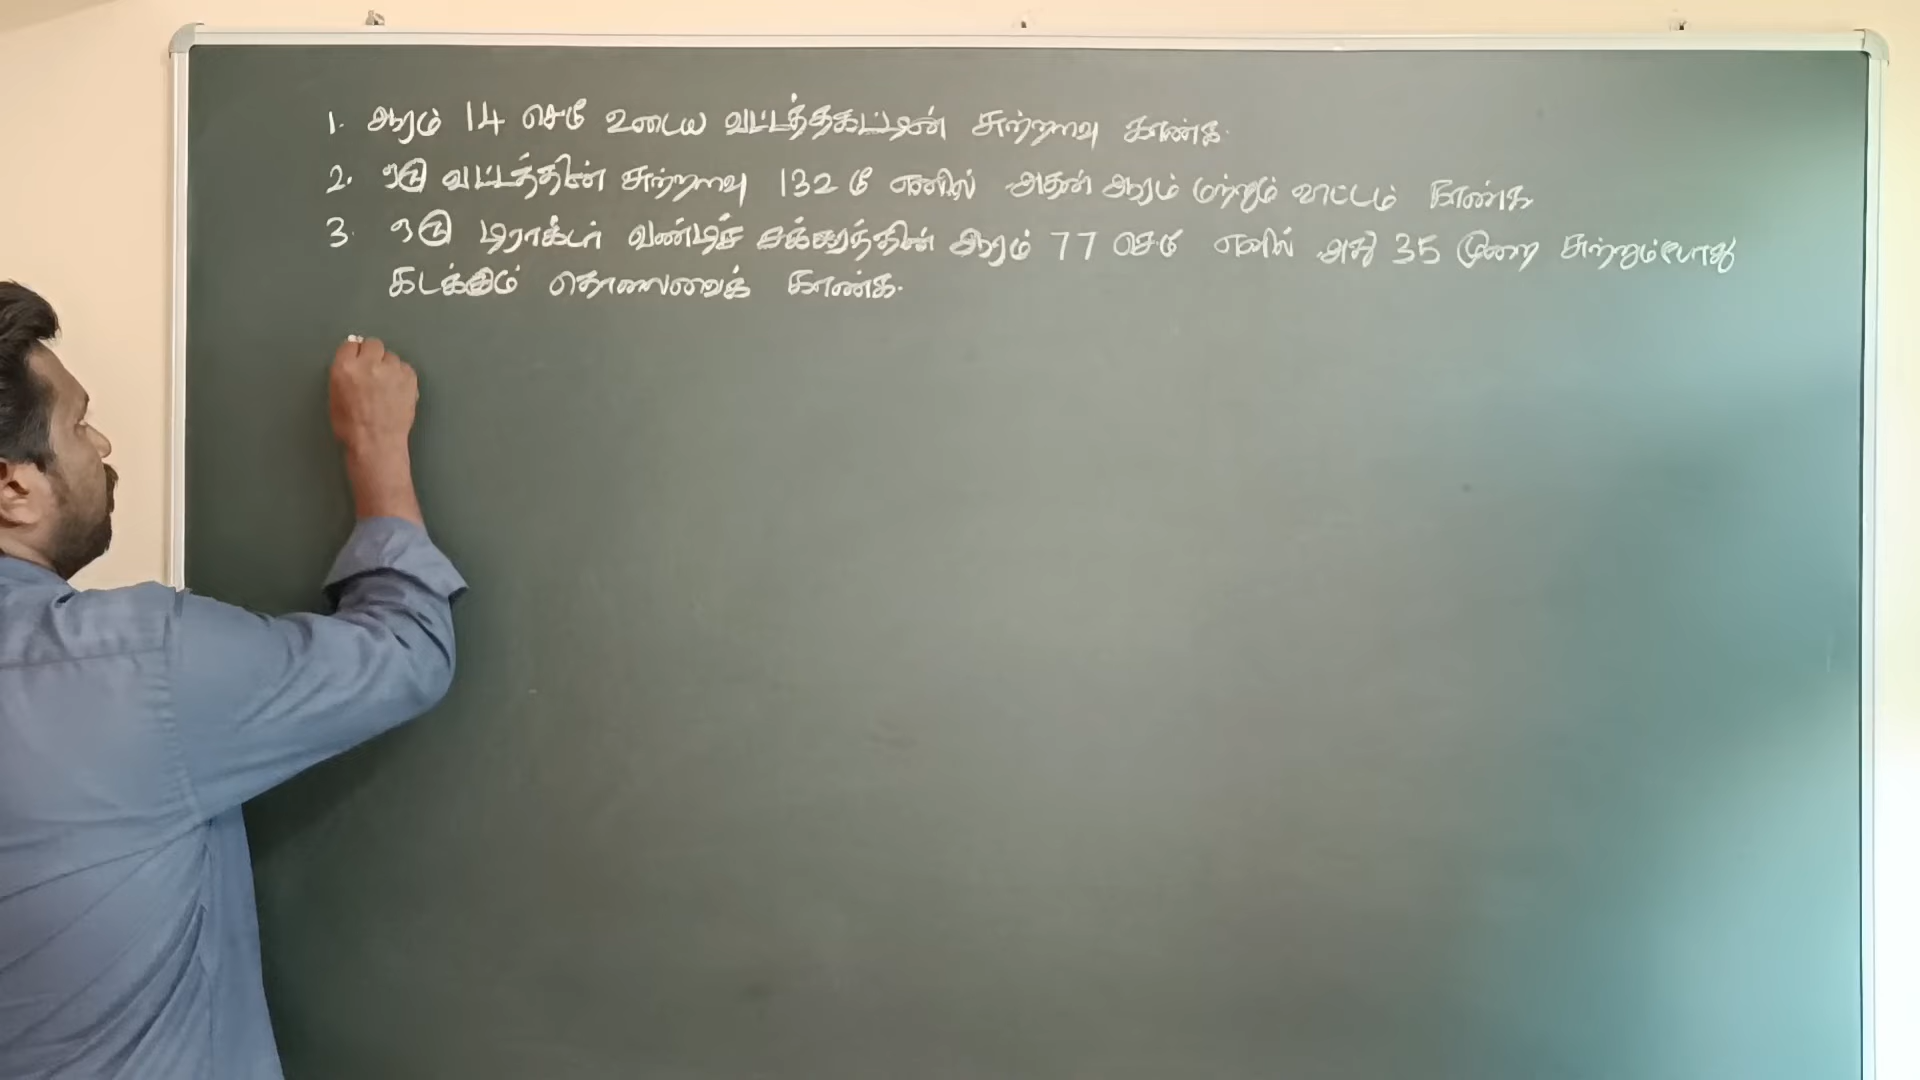 1. ஆரம் 14 செமீ உடைய வட்டத்தகட்டின் சுற்றளவு காண்க.
2. ஒரு வட்டத்தின் சுற்றளவு 132 மீ எனில் அதன் ஆரம் மற்றும் விட்டம் காண்க
3. ஒரு டிராக்டர் வண்டிச் சக்கரத்தின் ஆரம் 77 செமீ எனில் அது 35 முறை சுற்றும்போது
கடக்கும் தொலைவைக் காண்க.